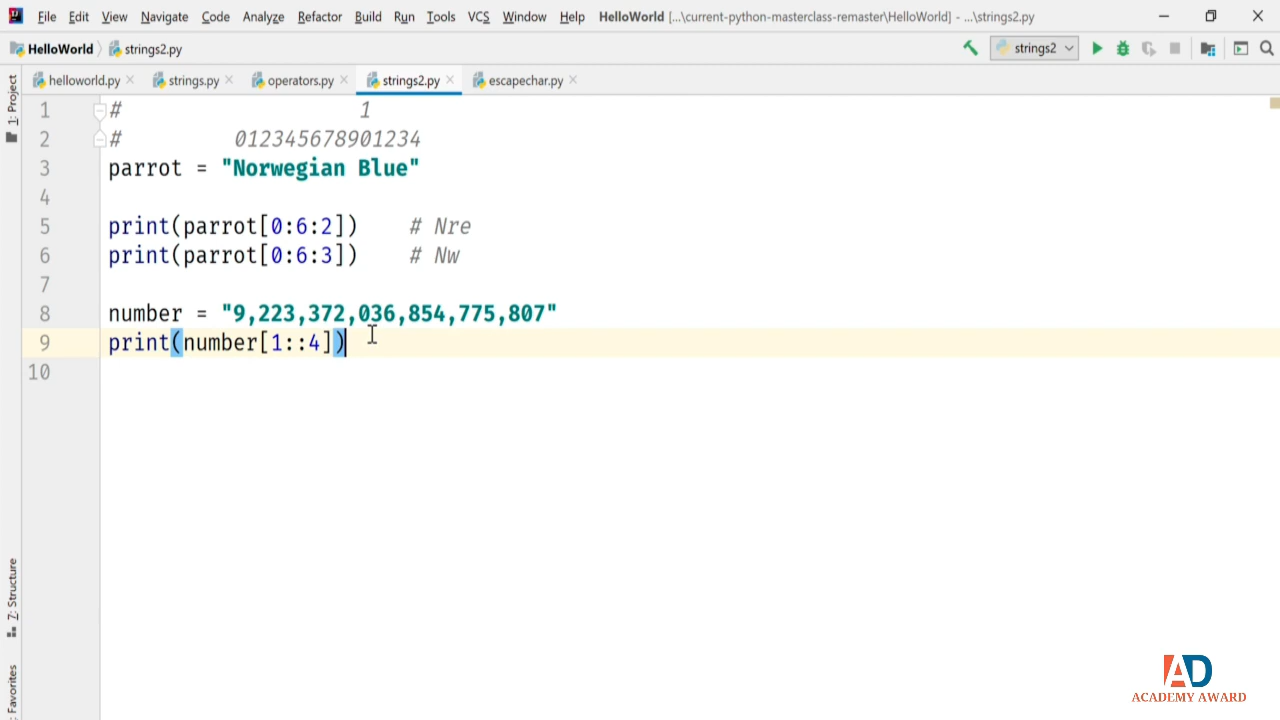 File Edit View Navigate Code Analyze Refactor Build Run Tools VCS Window Help HelloWorld [...\current-python-masterclass-remaster\HelloWorld] - ...\strings2.py
HelloWorld strings2.py strings2
helloworld.py strings.py operators.py strings2.py escapechar.py
1: Project
1 # 1
2 # 012345678901234
3 parrot = "Norwegian Blue"
4
5 print(parrot[0:6:2]) # Nre
6 print(parrot[0:6:3]) # Nw
7
8 number = "9,223,372,036,854,775,807"
9 print(number[1::4])
10
Z: Structure
Favorites
AD
ACADEMY AWARD